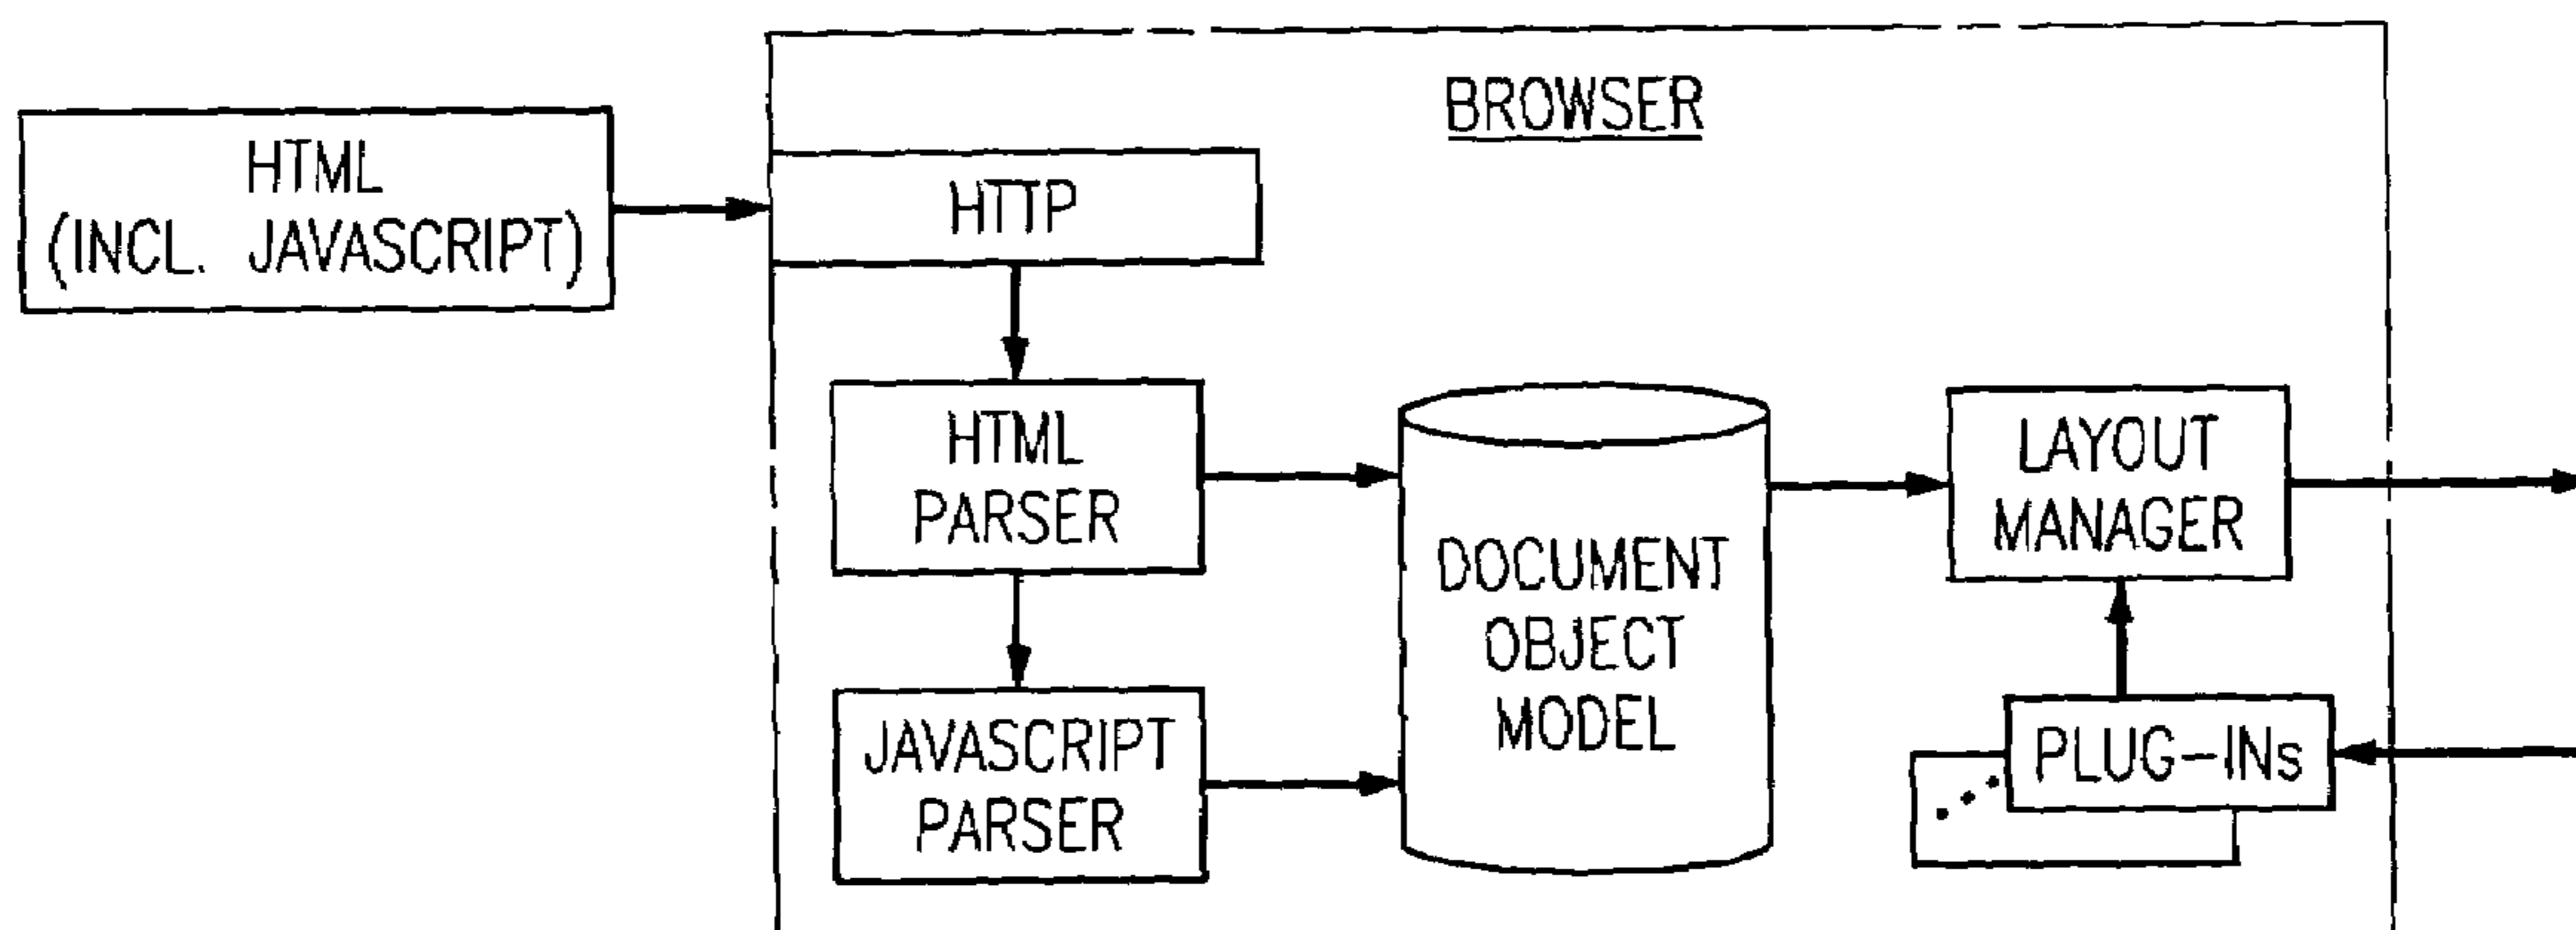 BROWSER
HTML
(INCL. JAVASCRIPT)
HTTP
HTML
PARSER
DOCUMENT
OBJECT
MODEL
LAYOUT
MANAGER
JAVASCRIPT
PARSER
PLUG-INs